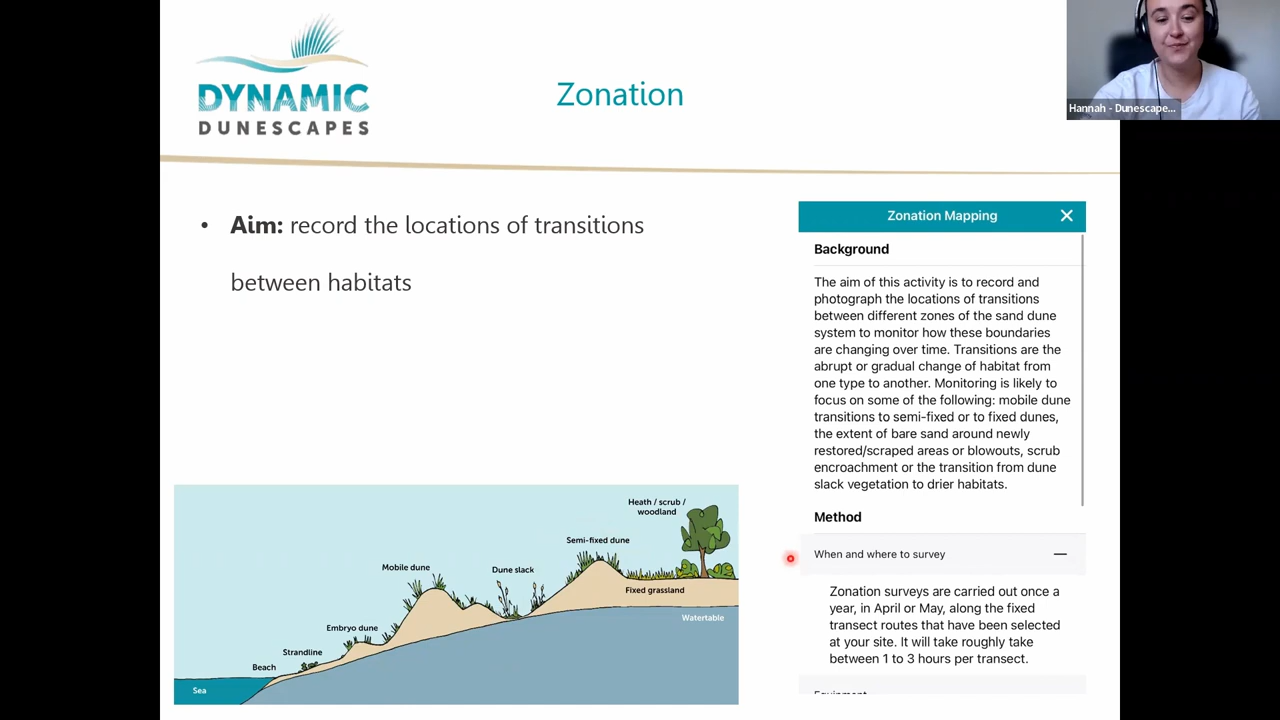 DYNAMIC
DUNESCAPES
Zonation
Hannah - Dunescape...
• Aim: record the locations of transitions
between habitats
Zonation Mapping
Background
The aim of this activity is to record and
photograph the locations of transitions
between different zones of the sand dune
system to monitor how these boundaries
are changing over time. Transitions are the
abrupt or gradual change of habitat from
one type to another. Monitoring is likely to
focus on some of the following: mobile dune
transitions to semi-fixed or to fixed dunes,
the extent of bare sand around newly
restored/scraped areas or blowouts, scrub
encroachment or the transition from dune
slack vegetation to drier habitats.
Method
When and where to survey
Zonation surveys are carried out once a
year, in April or May, along the fixed
transect routes that have been selected
at your site. It will take roughly take
between 1 to 3 hours per transect.
Equipment
Heath / scrub /
woodland
Semi-fixed dune
Mobile dune
Dune slack
Fixed grassland
Watertable
Embryo dune
Strandline
Beach
Sea